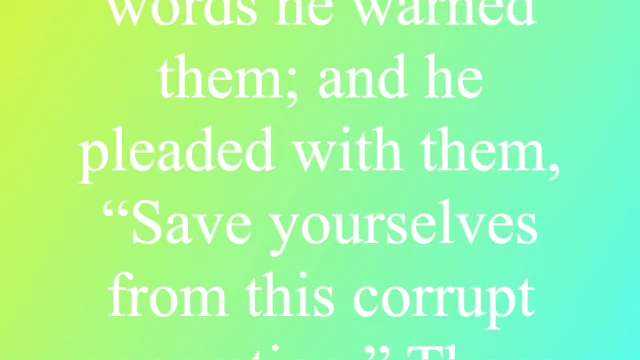 words he warned
them; and he
pleaded with them,
“Save yourselves
from this corrupt